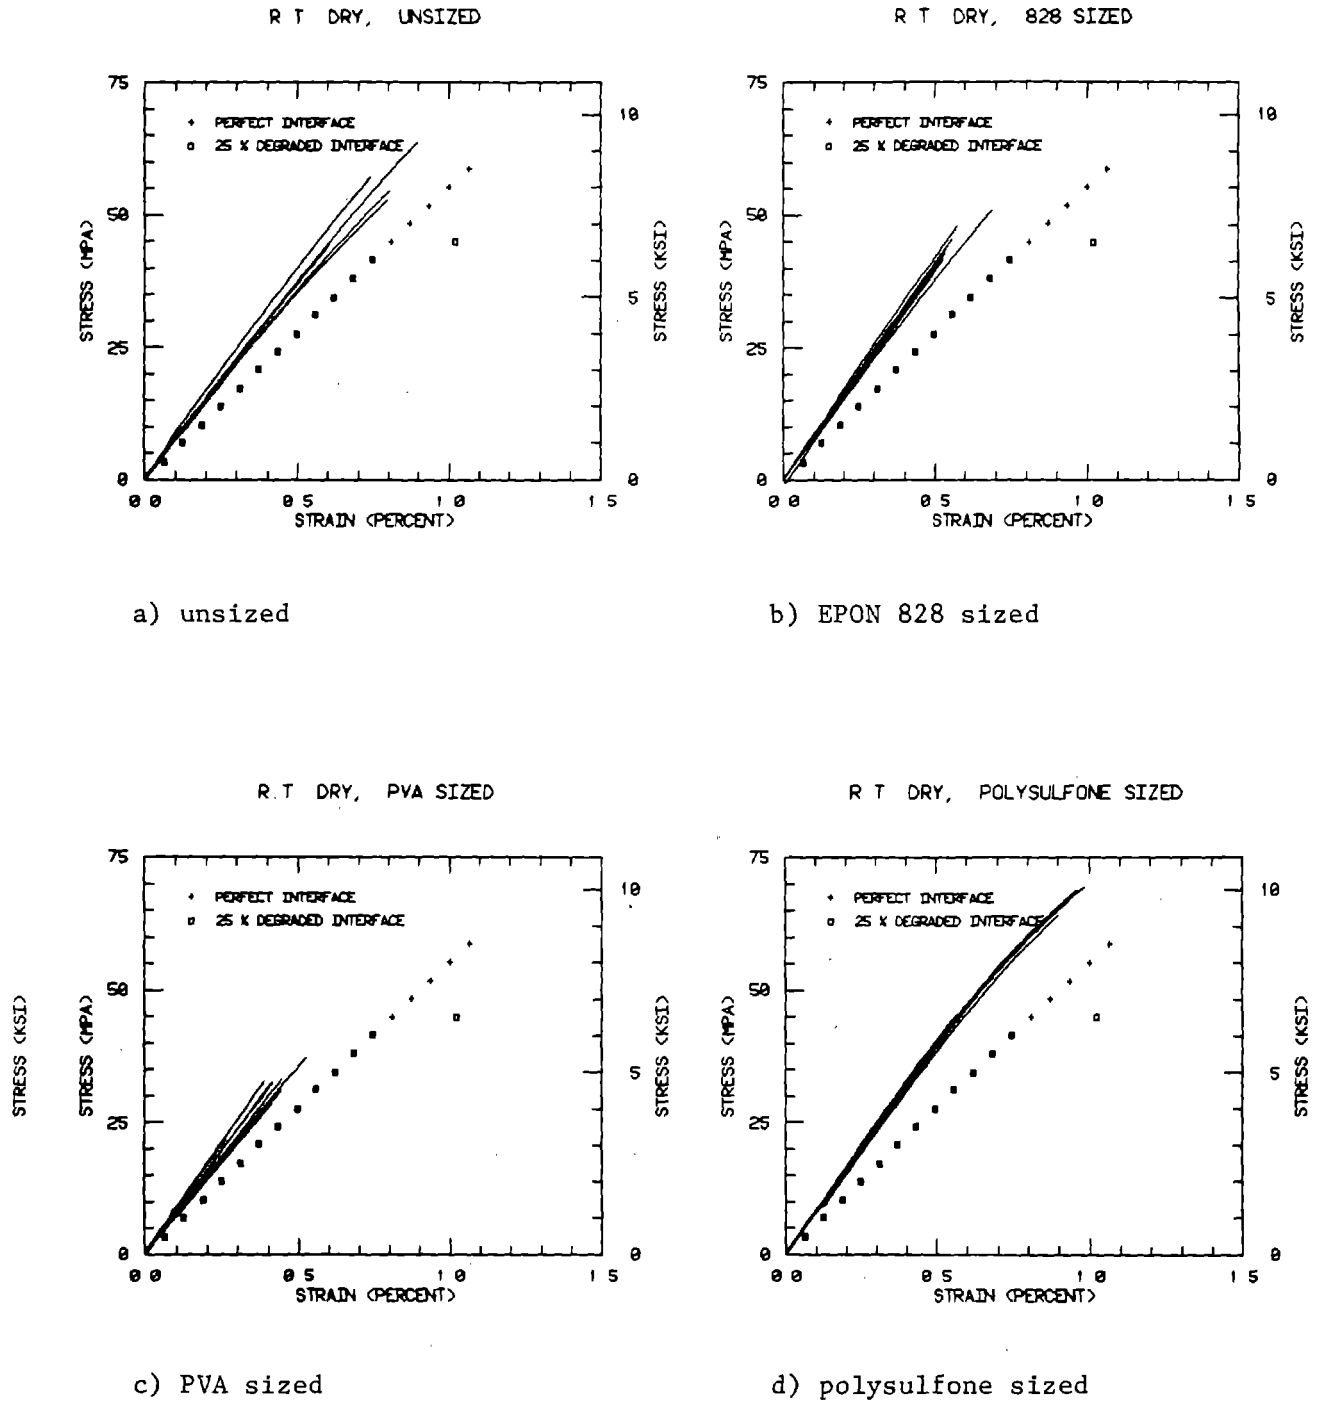 R T DRY, UNSIZED
75
50
25
0
STRESS (MPA)
+ PERFECT INTERFACE
□ 25 % DEGRADED INTERFACE
10
5
0
STRESS (KSI)
0 0 0 5 1 0 1 5
STRAIN (PERCENT)
a) unsized
R T DRY, 828 SIZED
75
50
25
0
STRESS (MPA)
+ PERFECT INTERFACE
□ 25 % DEGRADED INTERFACE
10
5
0
STRESS (KSI)
0 0 0 5 1 0 1 5
STRAIN (PERCENT)
b) EPON 828 sized
STRESS (KSI)
R.T DRY, PVA SIZED
75
50
25
0
STRESS (MPA)
+ PERFECT INTERFACE
□ 25 % DEGRADED INTERFACE
10
5
0
STRESS (KSI)
0 0 0 5 1 0 1 5
STRAIN (PERCENT)
c) PVA sized
R T DRY, POLYSULFONE SIZED
75
50
25
0
STRESS (MPA)
+ PERFECT INTERFACE
□ 25 % DEGRADED INTERFACE
10
5
0
STRESS (KSI)
0 0 0 5 1 0 1 5
STRAIN (PERCENT)
d) polysulfone sized